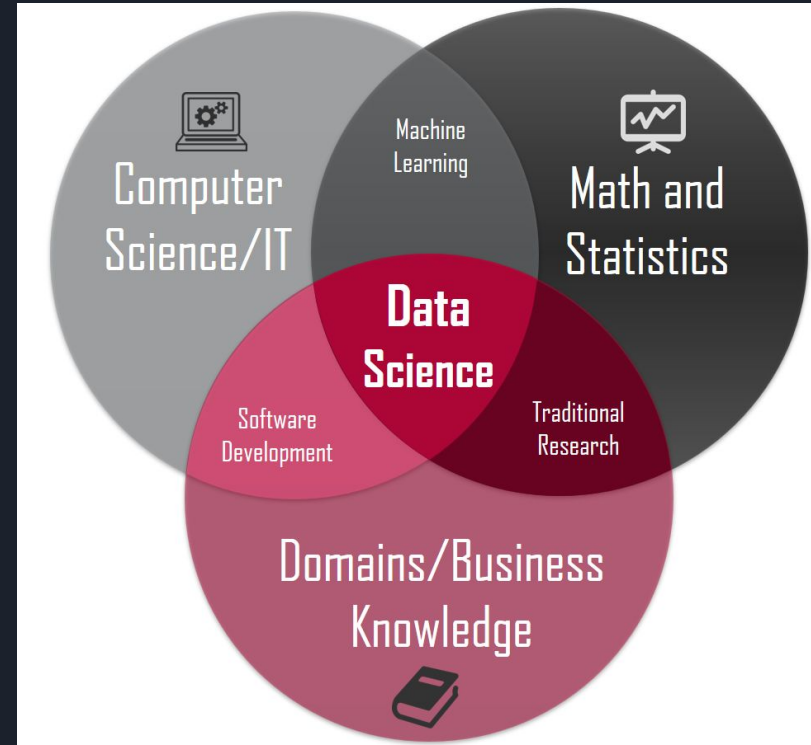 Machine
Learning
Computer
Science/IT
Math and
Statistics
Data
Science
Software
Development
Traditional
Research
Domains/Business
Knowledge